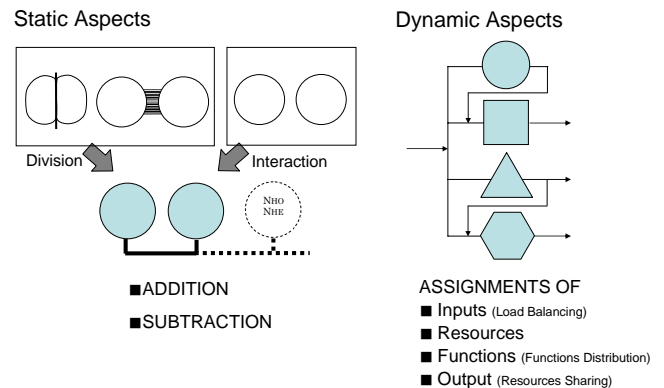 Static Aspects
Dynamic Aspects
Division
Interaction
NHO
NHE
■ADDITION
■SUBTRACTION
ASSIGNMENTS OF
■ Inputs (Load Balancing)
■ Resources
■ Functions (Functions Distribution)
■ Output (Resources Sharing)